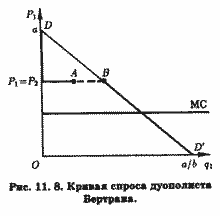 P₁
a
D
P₁=P₂
A
B
MC
D'
O
a/b
q₁
Рис. 11. 8. Кривая спроса дуополиста
Бертрана.